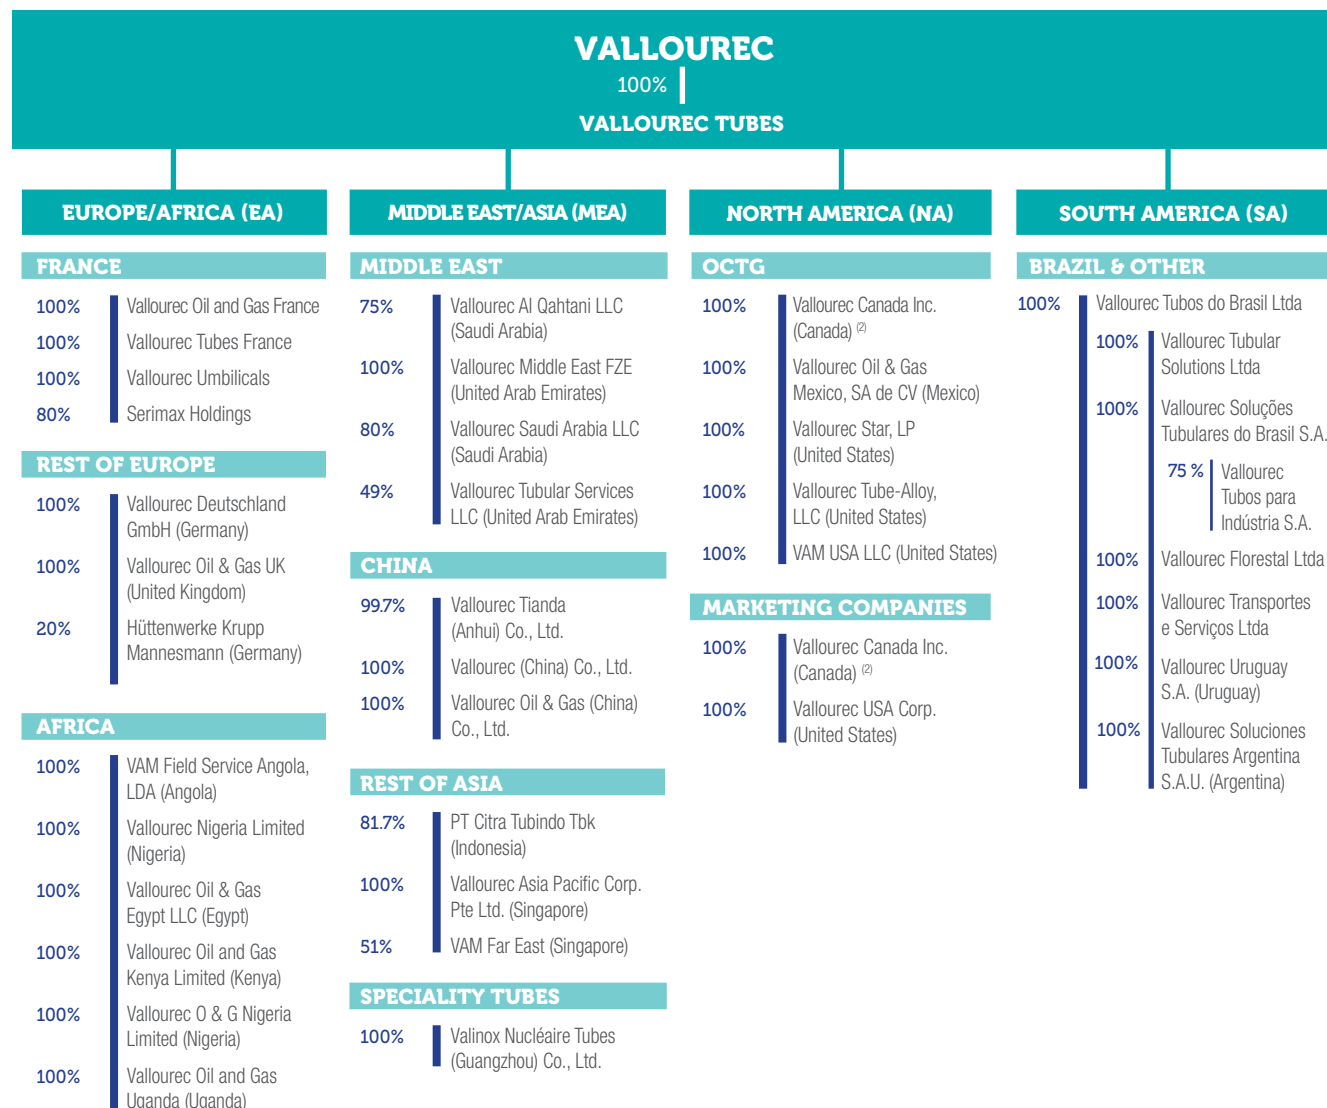 VALLOUREC
100%
VALLOUREC TUBES
EUROPE/AFRICA (EA)
FRANCE
100% Vallourec Oil and Gas France
100% Vallourec Tubes France
100% Vallourec Umbilicals
80% Serimax Holdings
REST OF EUROPE
100% Vallourec Deutschland
GmbH (Germany)
100% Vallourec Oil & Gas UK
(United Kingdom)
20% Hüttenwerke Krupp
Mannesmann (Germany)
AFRICA
100% VAM Field Service Angola,
LDA (Angola)
100% Vallourec Nigeria Limited
(Nigeria)
100% Vallourec Oil & Gas
Egypt LLC (Egypt)
100% Vallourec Oil and Gas
Kenya Limited (Kenya)
100% Vallourec O & G Nigeria
Limited (Nigeria)
100% Vallourec Oil and Gas
Uganda (Uganda)
MIDDLE EAST/ASIA (MEA)
MIDDLE EAST
75% Vallourec Al Qahtani LLC
(Saudi Arabia)
100% Vallourec Middle East FZE
(United Arab Emirates)
80% Vallourec Saudi Arabia LLC
(Saudi Arabia)
49% Vallourec Tubular Services
LLC (United Arab Emirates)
CHINA
99.7% Vallourec Tianda
(Anhui) Co., Ltd.
100% Vallourec (China) Co., Ltd.
100% Vallourec Oil & Gas (China)
Co., Ltd.
REST OF ASIA
81.7% PT Citra Tubindo Tbk
(Indonesia)
100% Vallourec Asia Pacific Corp.
Pte Ltd. (Singapore)
51% VAM Far East (Singapore)
SPECIALITY TUBES
100% Valinox Nucléaire Tubes
(Guangzhou) Co., Ltd.
NORTH AMERICA (NA)
OCTG
100% Vallourec Canada Inc.
(Canada) (2)
100% Vallourec Oil & Gas
Mexico, SA de CV (Mexico)
100% Vallourec Star, LP
(United States)
100% Vallourec Tube-Alloy,
LLC (United States)
100% VAM USA LLC (United States)
MARKETING COMPANIES
100% Vallourec Canada Inc.
(Canada) (2)
100% Vallourec USA Corp.
(United States)
SOUTH AMERICA (SA)
BRAZIL & OTHER
100% Vallourec Tubos do Brasil Ltda
100% Vallourec Tubular
Solutions Ltda
100% Vallourec Soluções
Tubulares do Brasil S.A.
75 % Vallourec
Tubos para
Indústria S.A.
100% Vallourec Florestal Ltda
100% Vallourec Transportes
e Serviços Ltda
100% Vallourec Uruguay
S.A. (Uruguay)
100% Vallourec Soluciones
Tubulares Argentina
S.A.U. (Argentina)